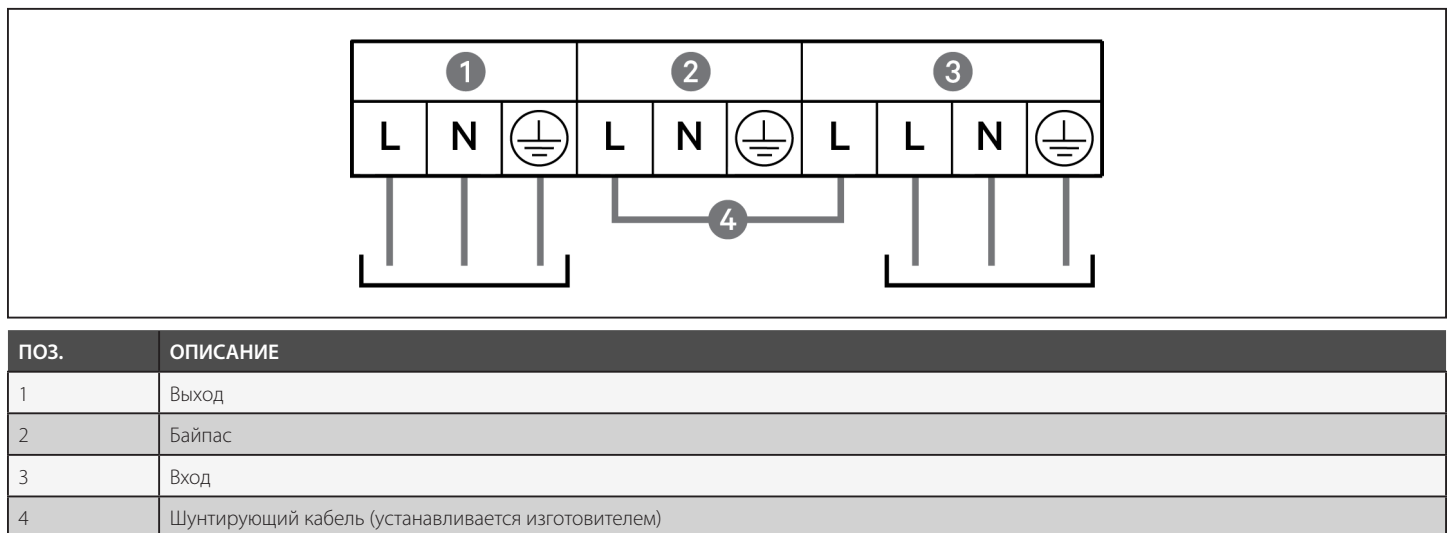 1 2 3
L N L N L L N
4
ПОЗ. ОПИСАНИЕ
1 Выход
2 Байпас
3 Вход
4 Шунтирующий кабель (устанавливается изготовителем)